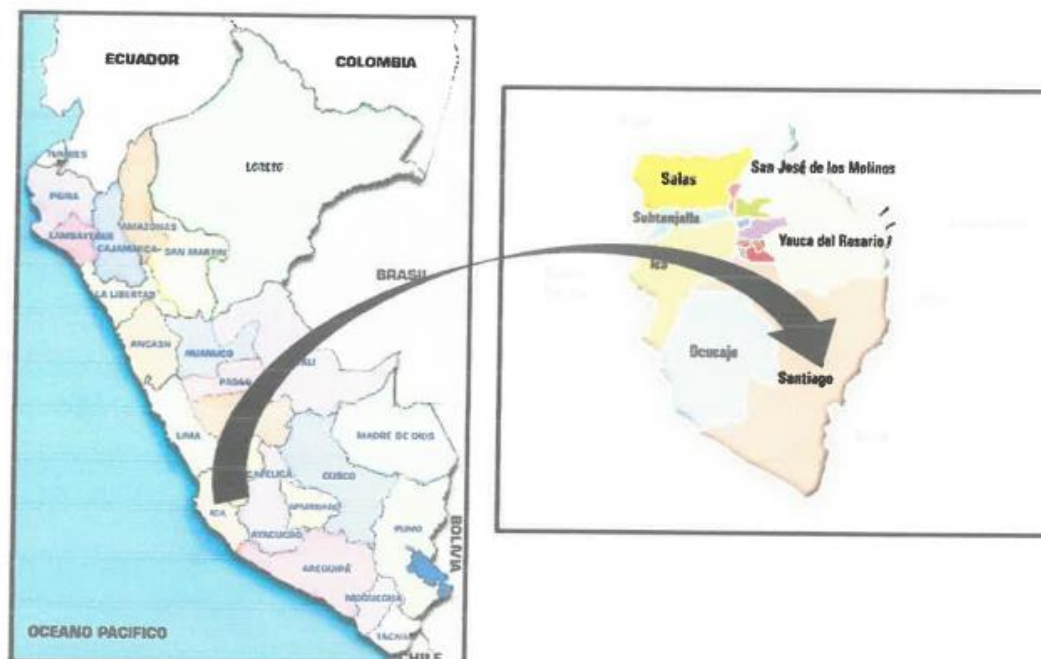 ECUADOR
COLOMBIA
TUMBES
LORETO
PIURA
LAMBAYEQUE
AMAZONAS
CAJAMARCA
SAN MARTIN
BRASIL
LA LIBERTAD
ANCASH
HUANUCO
LIMA
MADRE DE DIOS
CUSCO
ICA
AYACUCHO
PUNO
BOLIVIA
AREQUIPA
MOQUEGUA
TACNA
OCEANO PACIFICO
CHILE
Salas
San José de los Molinos
Subtanjalla
Yauca del Rosario
Ica
Ocucaje
Santiago